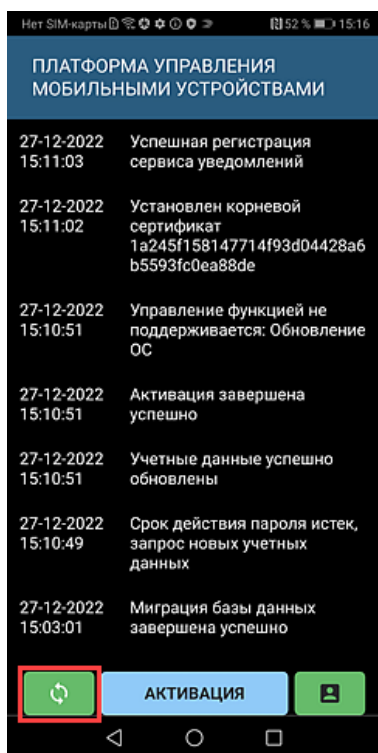 Нет SIM-карты 52 % 15:16
ПЛАТФОРМА УПРАВЛЕНИЯ
МОБИЛЬНЫМИ УСТРОЙСТВАМИ
27-12-2022 Успешная регистрация
15:11:03 сервиса уведомлений
27-12-2022 Установлен корневой
15:11:02 сертификат
1a245f158147714f93d04428a6
b5593fc0ea88de
27-12-2022 Управление функцией не
15:10:51 поддерживается: Обновление
ОС
27-12-2022 Активация завершена
15:10:51 успешно
27-12-2022 Учетные данные успешно
15:10:51 обновлены
27-12-2022 Срок действия пароля истек,
15:10:49 запрос новых учетных
данных
27-12-2022 Миграция базы данных
15:03:01 завершена успешно
АКТИВАЦИЯ